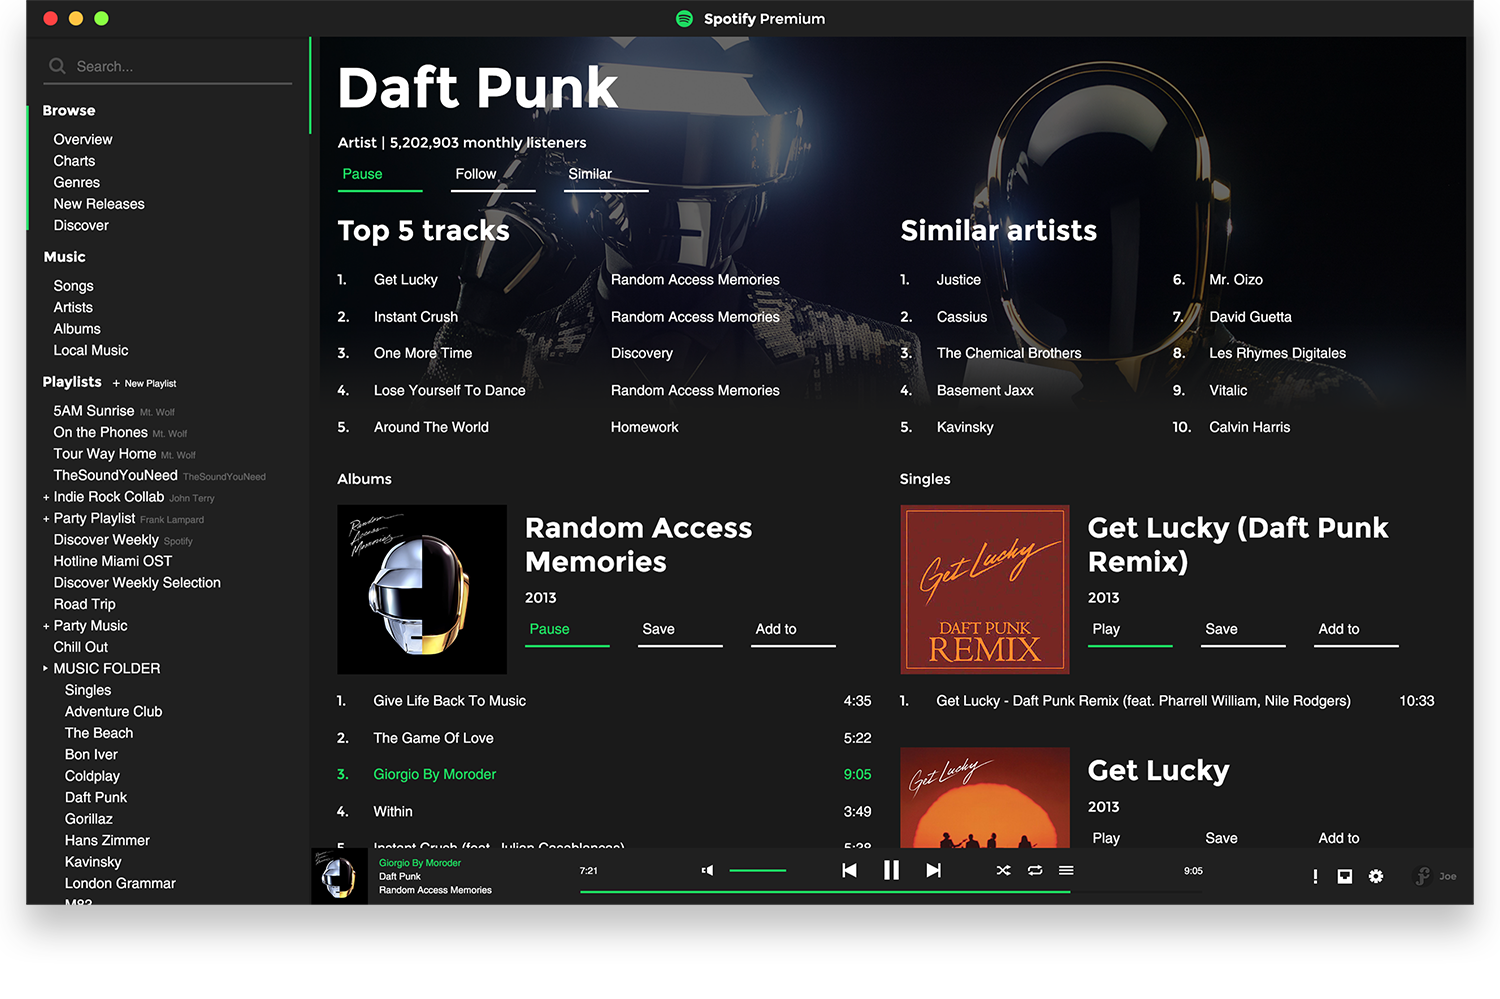 Spotify Premium
Search...
Browse
Overview
Charts
Genres
New Releases
Discover
Music
Songs
Artists
Albums
Local Music
Playlists + New Playlist
5AM Sunrise Mt. Wolf
On the Phones Mt. Wolf
Tour Way Home Mt. Wolf
TheSoundYouNeed TheSoundYouNeed
+ Indie Rock Collab John Terry
+ Party Playlist Frank Lampard
Discover Weekly Spotify
Hotline Miami OST
Discover Weekly Selection
Road Trip
+ Party Music
Chill Out
MUSIC FOLDER
Singles
Adventure Club
The Beach
Bon Iver
Coldplay
Daft Punk
Gorillaz
Hans Zimmer
Kavinsky
London Grammar
M83
Daft Punk
Artist | 5,202,903 monthly listeners
Pause Follow Similar
Top 5 tracks
1. Get Lucky Random Access Memories
2. Instant Crush Random Access Memories
3. One More Time Discovery
4. Lose Yourself To Dance Random Access Memories
5. Around The World Homework
Similar artists
1. Justice 6. Mr. Oizo
2. Cassius 7. David Guetta
3. The Chemical Brothers 8. Les Rhymes Digitales
4. Basement Jaxx 9. Vitalic
5. Kavinsky 10. Calvin Harris
Albums
Random
Access
Memories
Random Access
Memories
2013
Pause Save Add to
1. Give Life Back To Music 4:35
2. The Game Of Love 5:22
3. Giorgio By Moroder 9:05
4. Within 3:49
5. Instant Crush (feat. Julian Casablancas) 5:38
Singles
Get Lucky
DAFT PUNK
REMIX
Get Lucky (Daft Punk
Remix)
2013
Play Save Add to
1. Get Lucky - Daft Punk Remix (feat. Pharrell William, Nile Rodgers) 10:33
Get Lucky
Get Lucky
2013
Play Save Add to
Giorgio By Moroder
Daft Punk
Random Access Memories
7:21
9:05
Joe